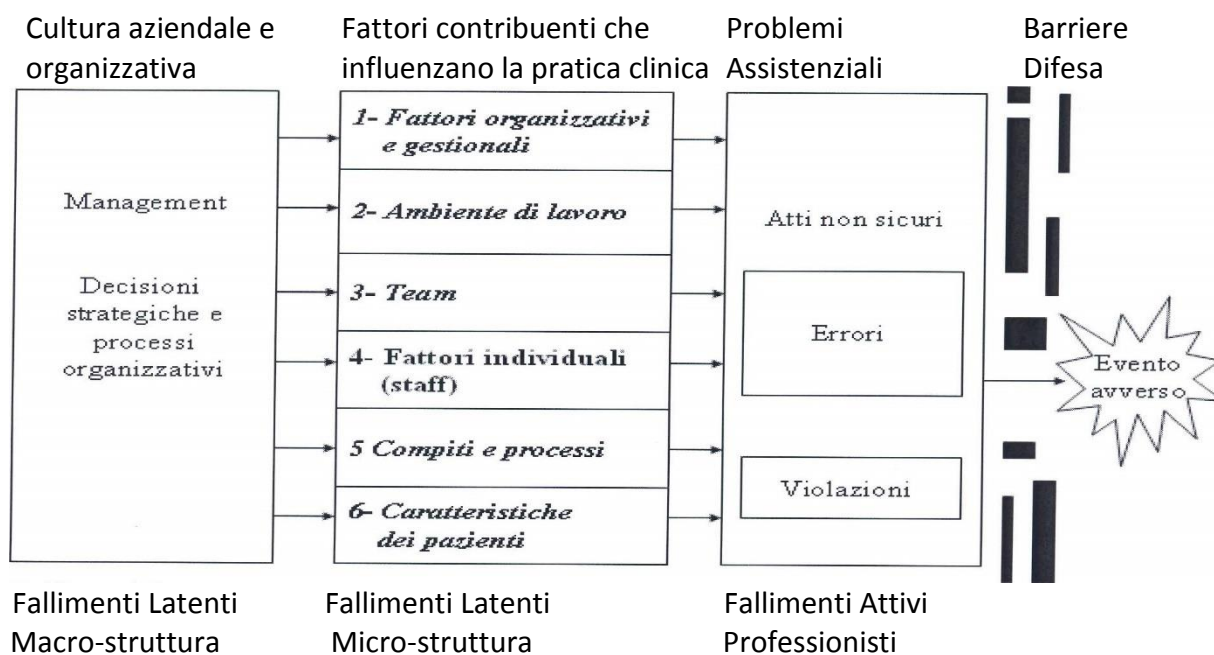 Cultura aziendale e
organizzativa
Fattori contribuenti che
influenzano la pratica clinica
Problemi
Assistenziali
Barriere
Difesa
Management
Decisioni
strategiche e
processi
organizzativi
1- Fattori organizzativi
e gestionali
2- Ambiente di lavoro
3- Team
4- Fattori individuali
(staff)
5 Compiti e processi
6- Caratteristiche
dei pazienti
Atti non sicuri
Errori
Violazioni
Evento
avverso
Fallimenti Latenti
Macro-struttura
Fallimenti Latenti
Micro-struttura
Fallimenti Attivi
Professionisti